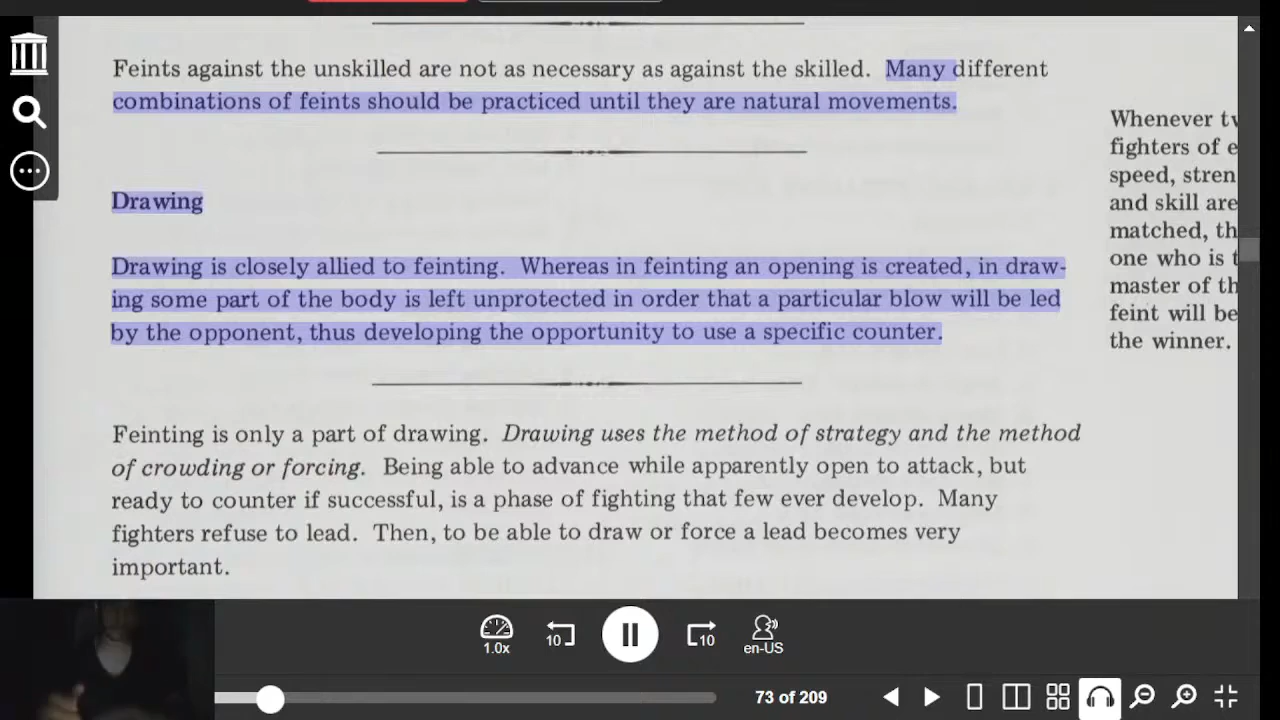 Feints against the unskilled are not as necessary as against the skilled. Many different
combinations of feints should be practiced until they are natural movements.
Drawing
Drawing is closely allied to feinting. Whereas in feinting an opening is created, in draw-
ing some part of the body is left unprotected in order that a particular blow will be led
by the opponent, thus developing the opportunity to use a specific counter.
Feinting is only a part of drawing. Drawing uses the method of strategy and the method
of crowding or forcing. Being able to advance while apparently open to attack, but
ready to counter if successful, is a phase of fighting that few ever develop. Many
fighters refuse to lead. Then, to be able to draw or force a lead becomes very
important.
Whenever
fighters of
speed,
and skill are
matched,
one who is
master of
feint will be
the winner.
1.0x
10
10
en-US
73 of 209